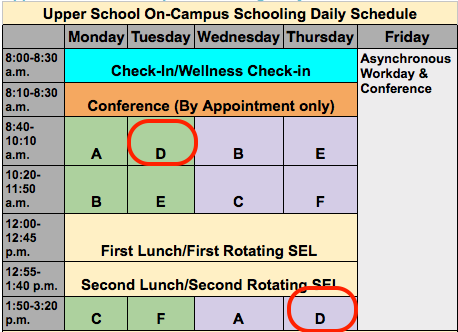 Upper School On-Campus Schooling Daily Schedule
Monday Tuesday Wednesday Thursday Friday
8:00-8:30
a.m.
Check-In/Wellness Check-in
Asynchronous
Workday &
Conference
8:10-8:30
a.m.
Conference (By Appointment only)
8:40-
10:10
a.m.
A D B E
10:20-
11:50
a.m.
B E C F
12:00-
12:45
p.m.
First Lunch/First Rotating SEL
12:55-
1:40 p.m.
Second Lunch/Second Rotating SEL
1:50-3:20
p.m.
C F A D